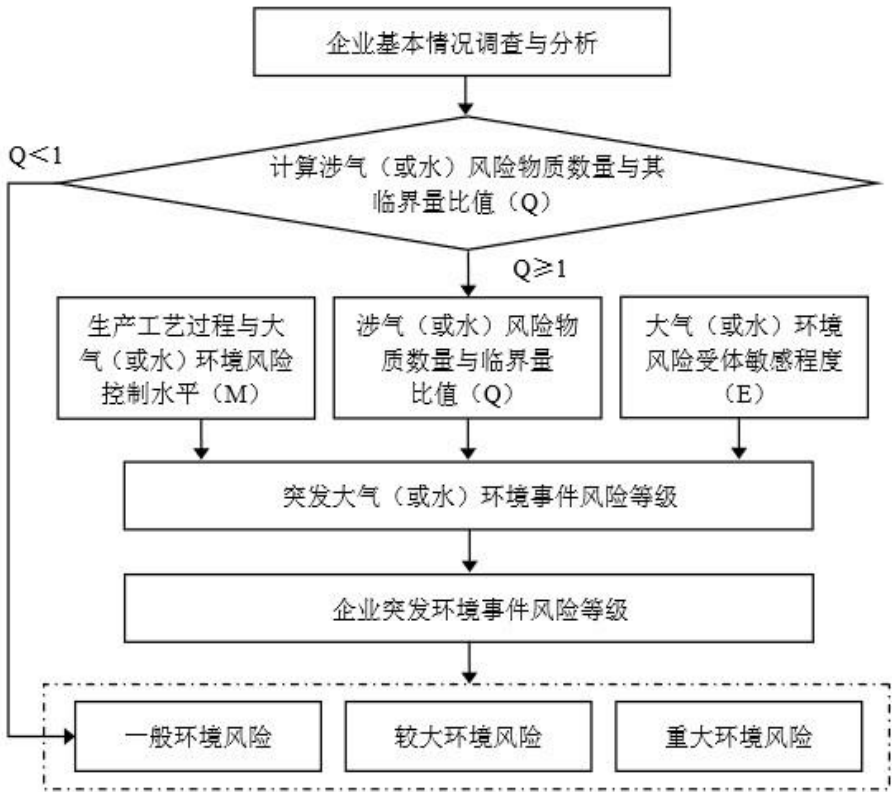 企业基本情况调查与分析
Q＜1
计算涉气（或水）风险物质数量与其
临界量比值（Q）
Q≥1
生产工艺过程与大
气（或水）环境风险
控制水平（M）
涉气（或水）风险物
质数量与临界量
比值（Q）
大气（或水）环境
风险受体敏感程度
（E）
突发大气（或水）环境事件风险等级
企业突发环境事件风险等级
一般环境风险
较大环境风险
重大环境风险